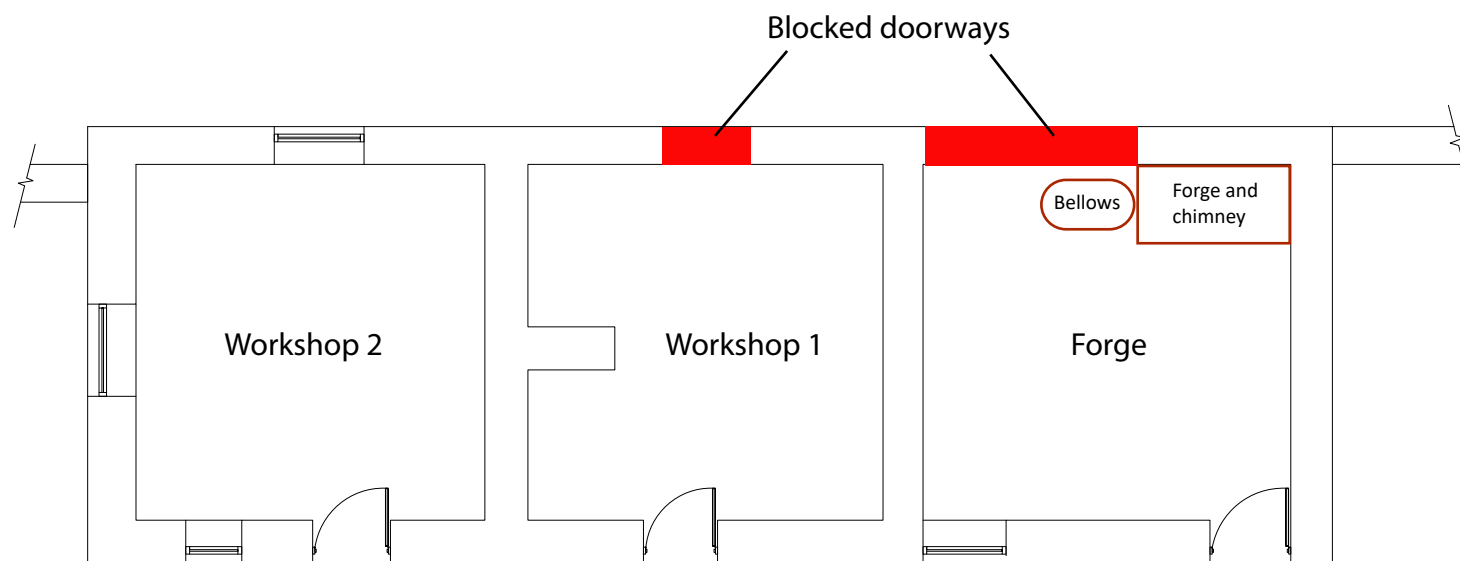 Blocked doorways
Bellows
Forge and
chimney
Workshop 2
Workshop 1
Forge